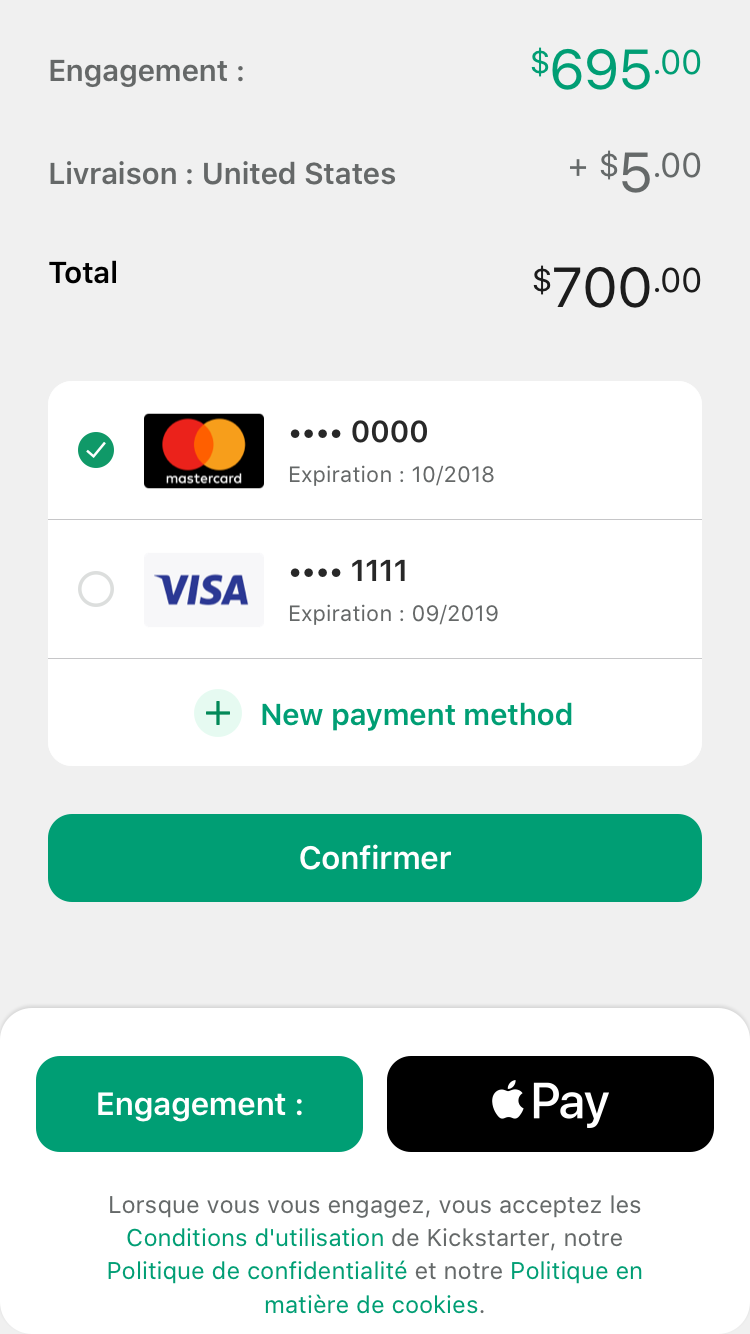 Engagement : $695.00
Livraison : United States + $5.00
Total $700.00
mastercard •••• 0000
Expiration : 10/2018
VISA •••• 1111
Expiration : 09/2019
+ New payment method
Confirmer
Engagement : Pay
Lorsque vous vous engagez, vous acceptez les
Conditions d'utilisation de Kickstarter, notre
Politique de confidentialité et notre Politique en
matière de cookies.